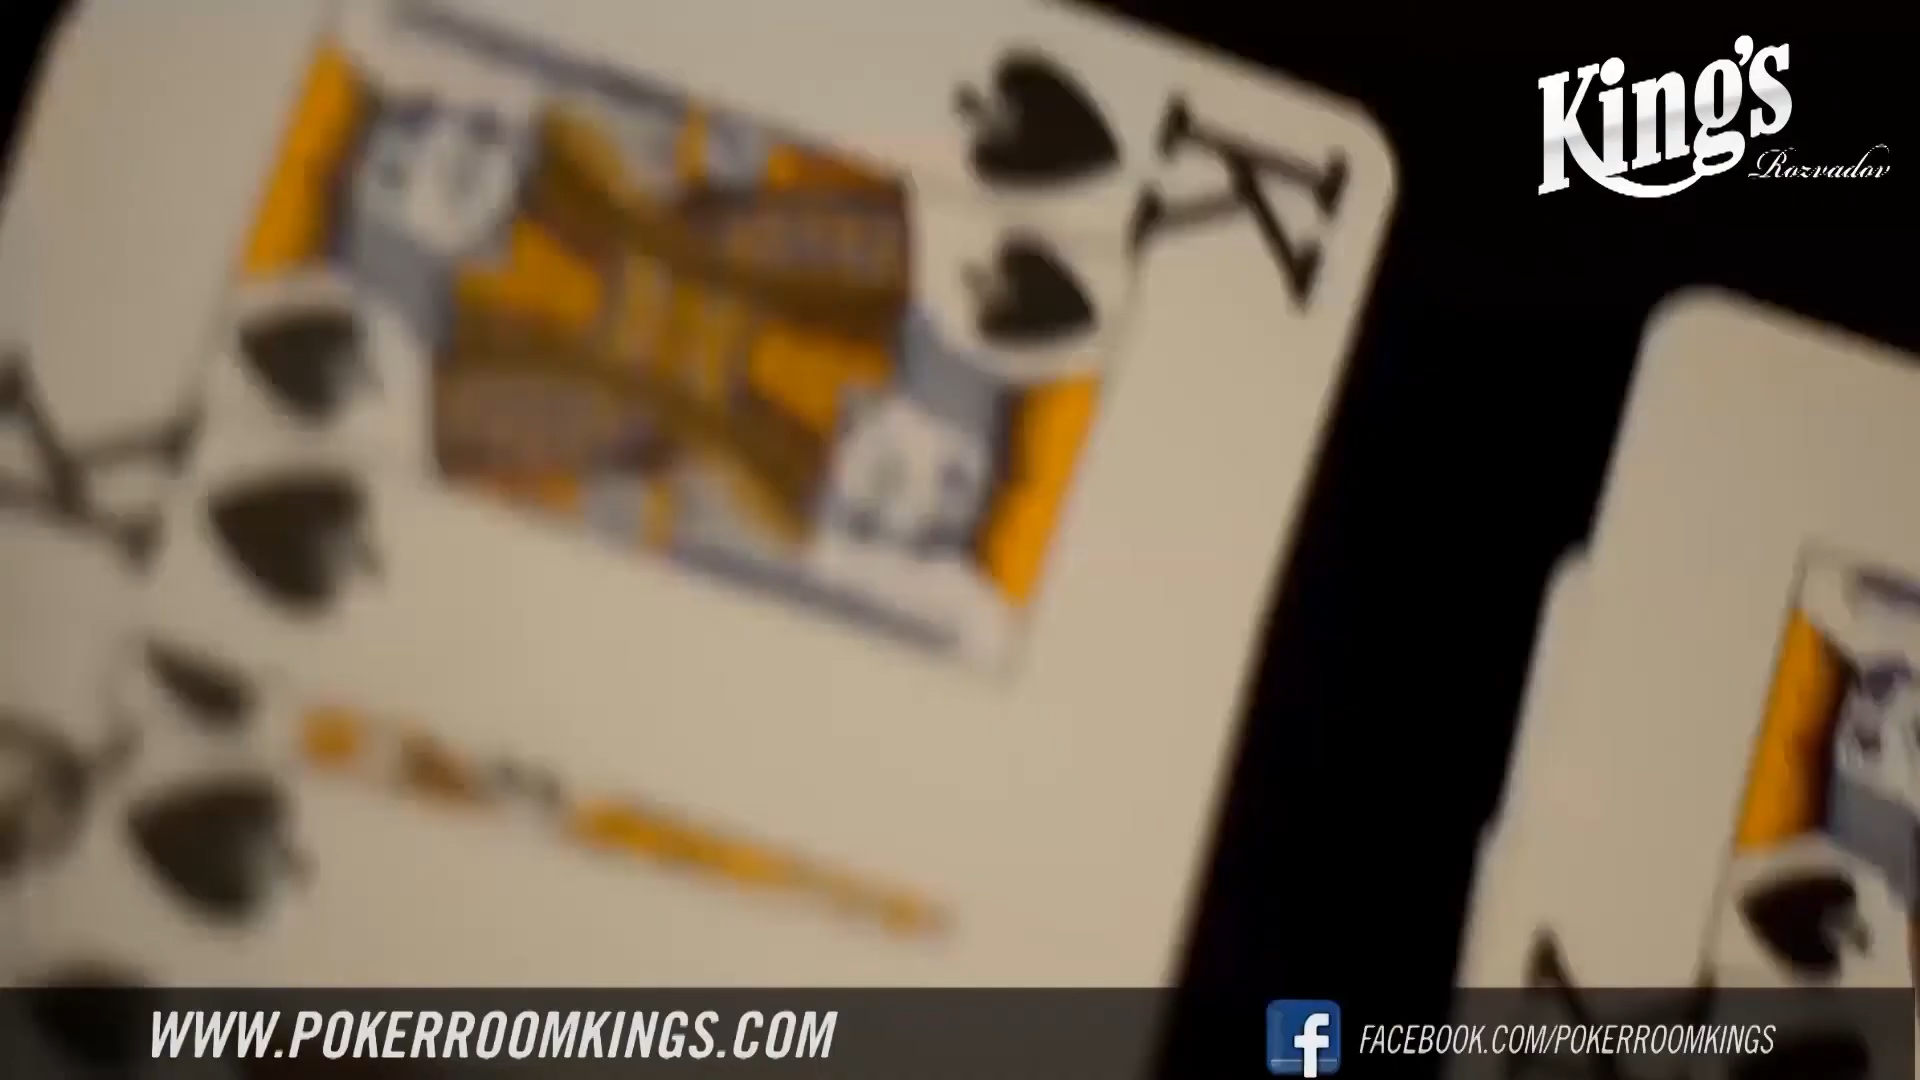 K
King's
Rozvadov
K
WWW.POKERROOMKINGS.COM
FACEBOOK.COM/POKERROOMKINGS